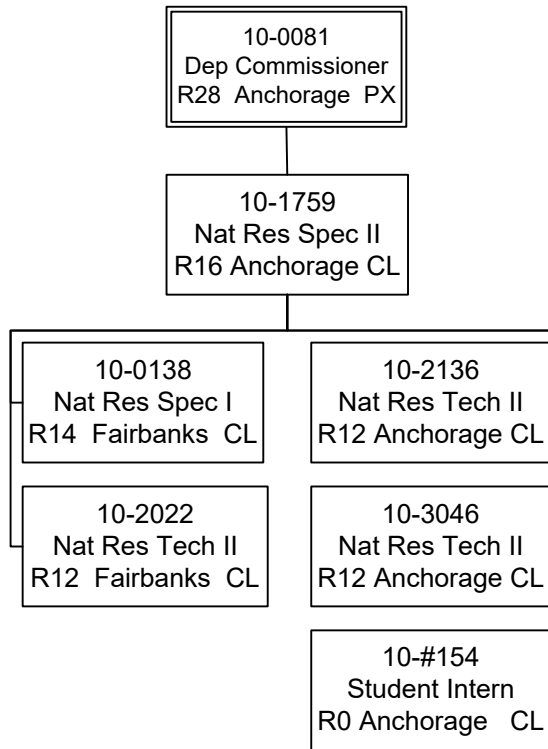 10-0081
Dep Commissioner
R28 Anchorage PX
10-1759
Nat Res Spec II
R16 Anchorage CL
10-0138
Nat Res Spec I
R14 Fairbanks CL
10-2136
Nat Res Tech II
R12 Anchorage CL
10-2022
Nat Res Tech II
R12 Fairbanks CL
10-3046
Nat Res Tech II
R12 Anchorage CL
10-#154
Student Intern
R0 Anchorage CL